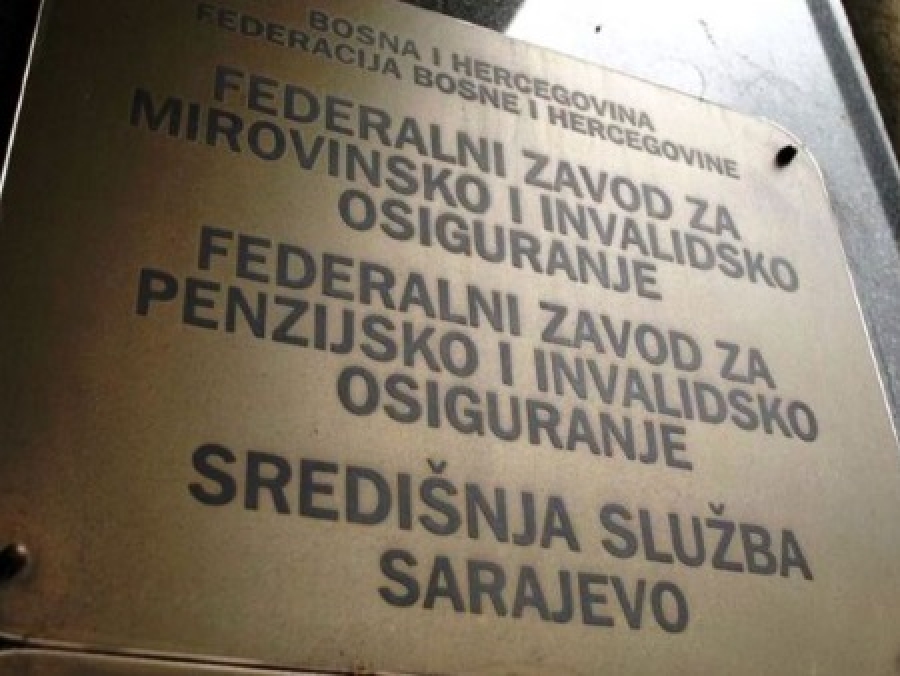 BOSNA I HERCEGOVINA
FEDERACIJA BOSNE I HERCEGOVINE
FEDERALNI ZAVOD ZA
MIROVINSKO I INVALIDSKO
OSIGURANJE
FEDERALNI ZAVOD ZA
PENZIJSKO I INVALIDSKO
OSIGURANJE
SREDIŠNJA SLUŽBA
SARAJEVO